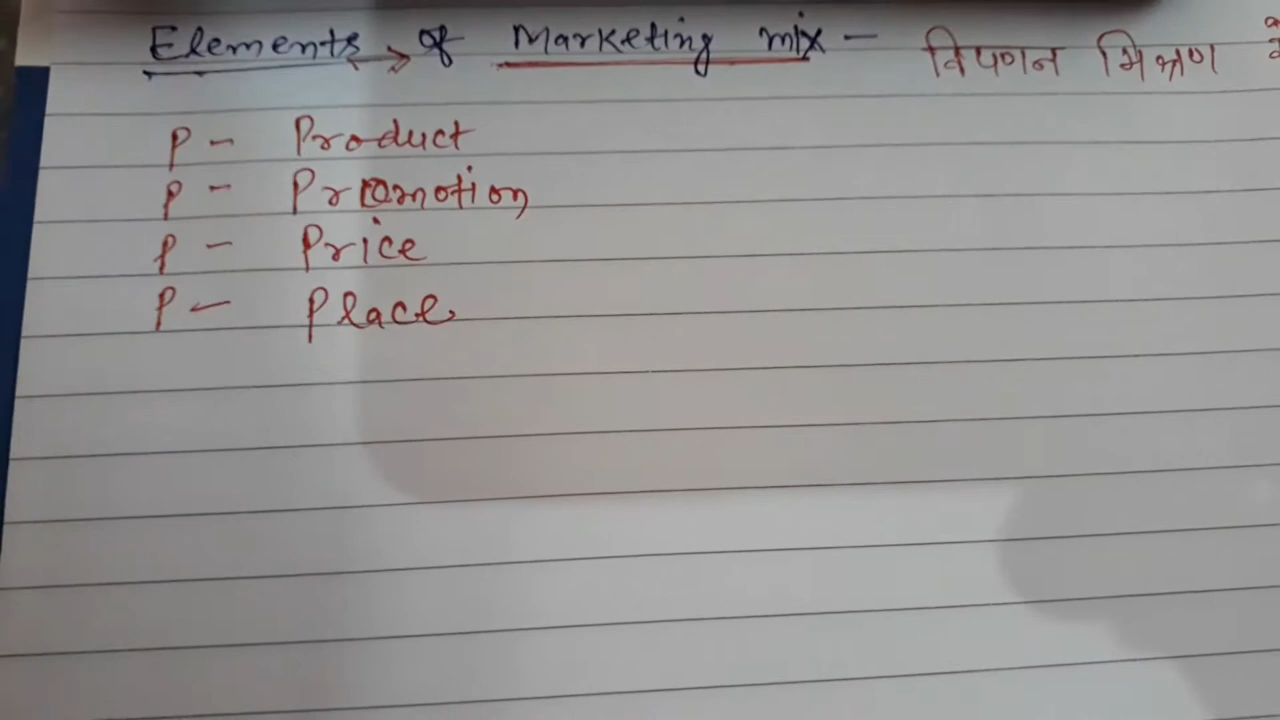 Elements of Marketing mix - विपणन मिश्रण
P - Product
P - Promotion
P - Price
P - Place